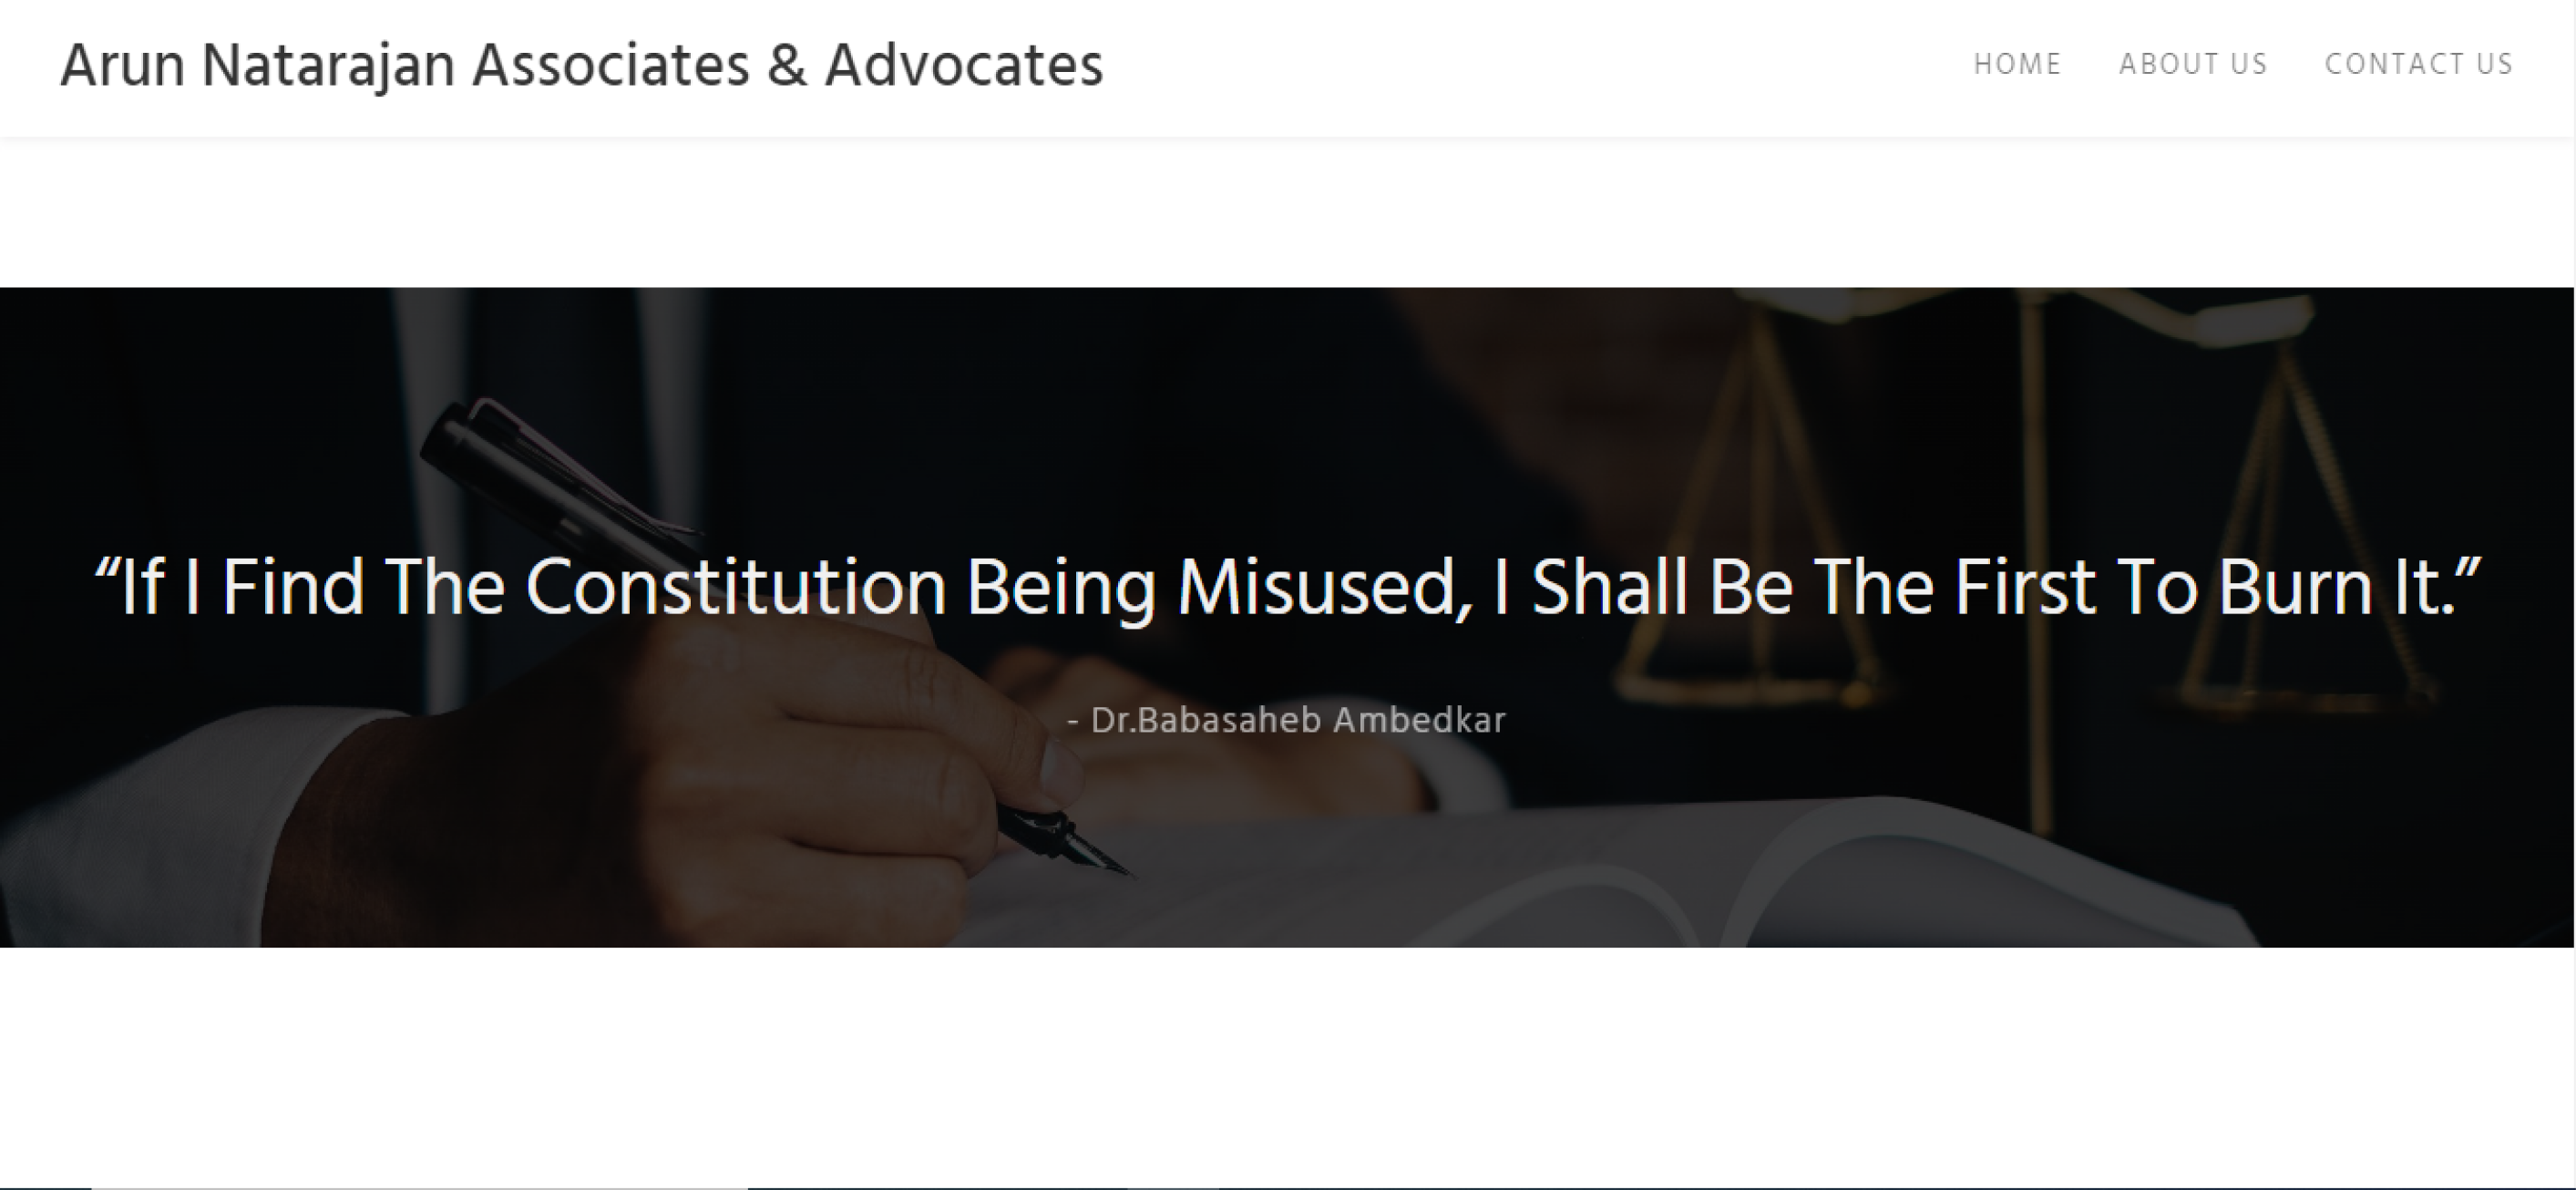 Arun Natarajan Associates & Advocates
HOME ABOUT US CONTACT US
“If I Find The Constitution Being Misused, I Shall Be The First To Burn It.”
- Dr.Babasaheb Ambedkar